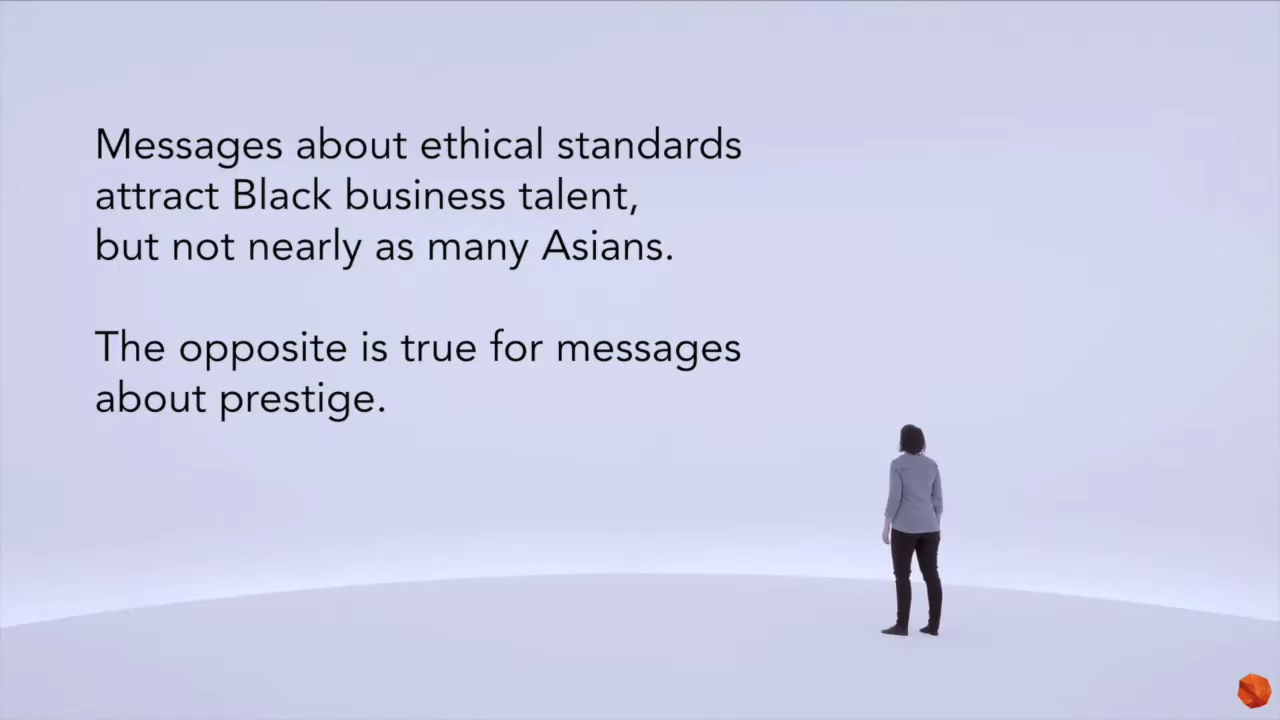 Messages about ethical standards
attract Black business talent,
but not nearly as many Asians.
The opposite is true for messages
about prestige.